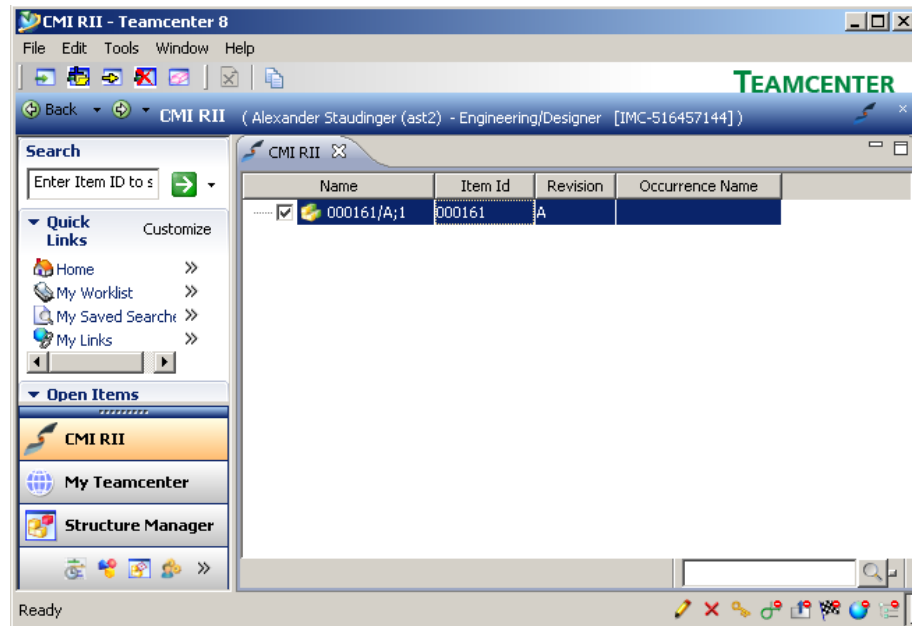 CMI RII - Teamcenter 8
File Edit Tools Window Help
TEAMCENTER
Back CMI RII ( Alexander Staudinger (ast2) - Engineering/Designer [IMC-516457144] )
Search
Enter Item ID to s
Quick Links
Customize
Home
My Worklist
My Saved Searche
My Links
Open Items
CMI RII
My Teamcenter
Structure Manager
CMI RII
Name Item Id Revision Occurrence Name
000161/A;1 000161 A
Ready